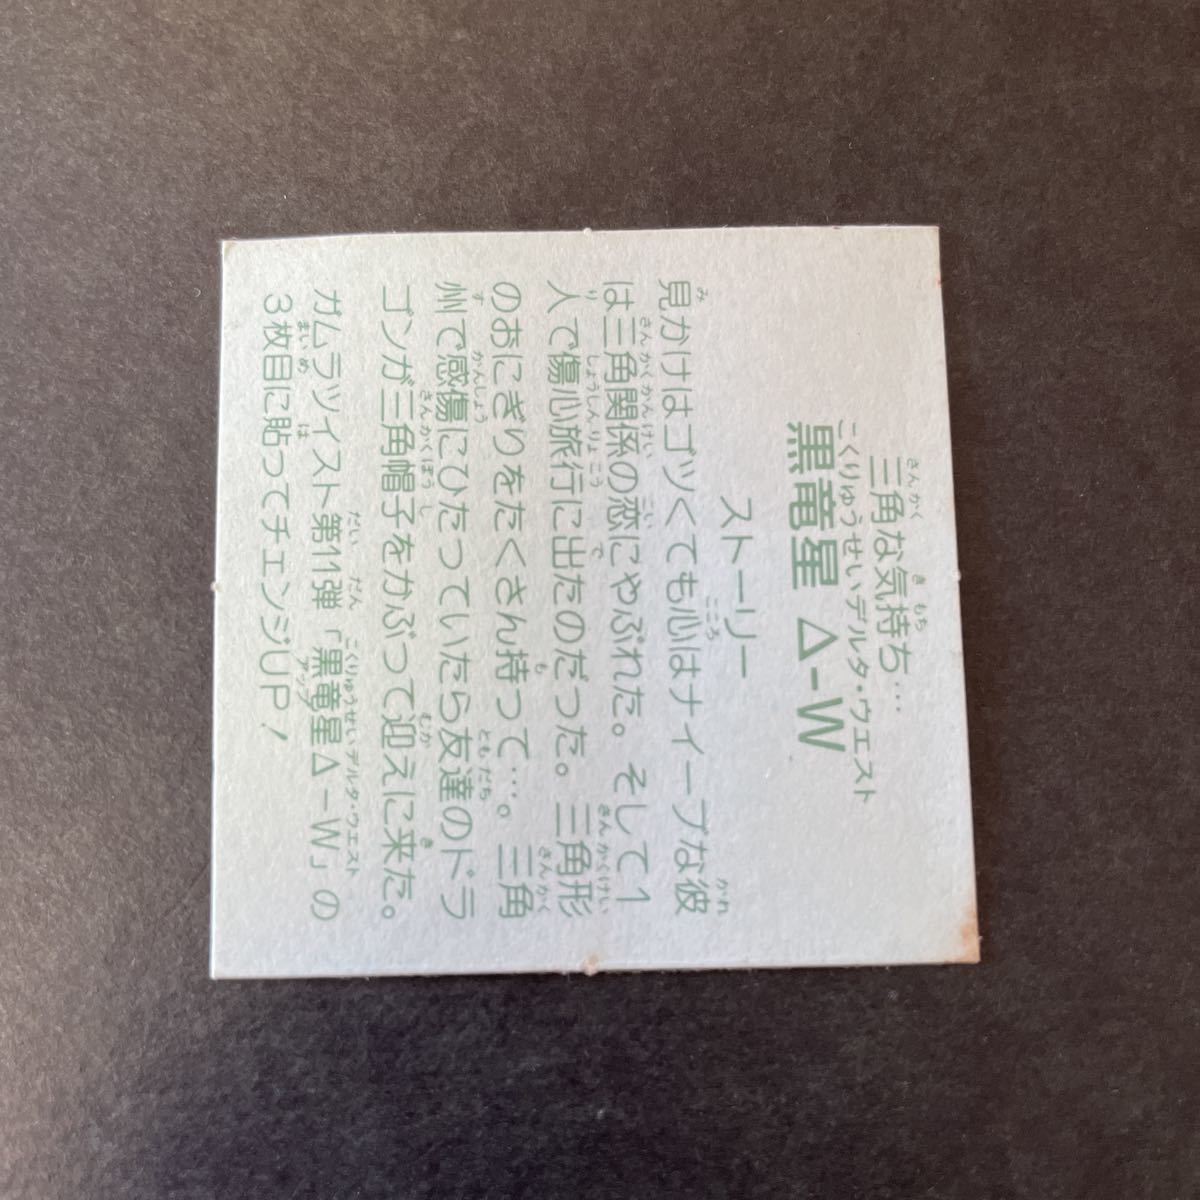 三角な気持ち…
黒竜星 Δ-W
ストーリー
見かけはゴツくても心はナイーブな彼
は三角関係の恋にやぶれた。そして1
人で傷心旅行に出たのだった。三角形
のおにぎりをたくさん持って…。三角
州で感傷にひたっていたら友達のドラ
ゴンが三角帽子をかぶって迎えに来た。
ガムラツイスト第11弾「黒竜星Δ-W」の
3枚目に貼ってチェンジUP!